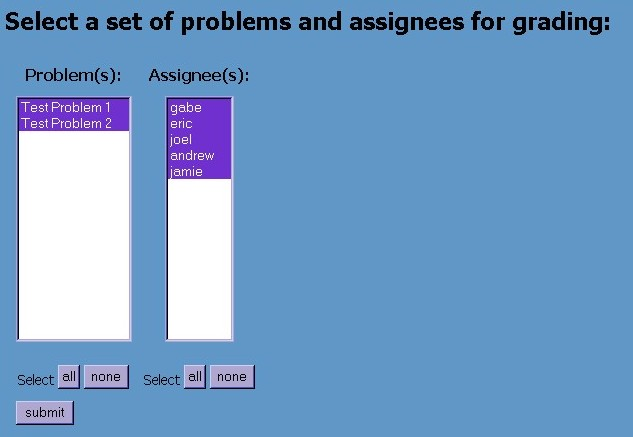 Select a set of problems and assignees for grading:
Problem(s): Assignee(s):
Test Problem 1
Test Problem 2
gabe
eric
joel
andrew
jamie
Select all none Select all none
submit